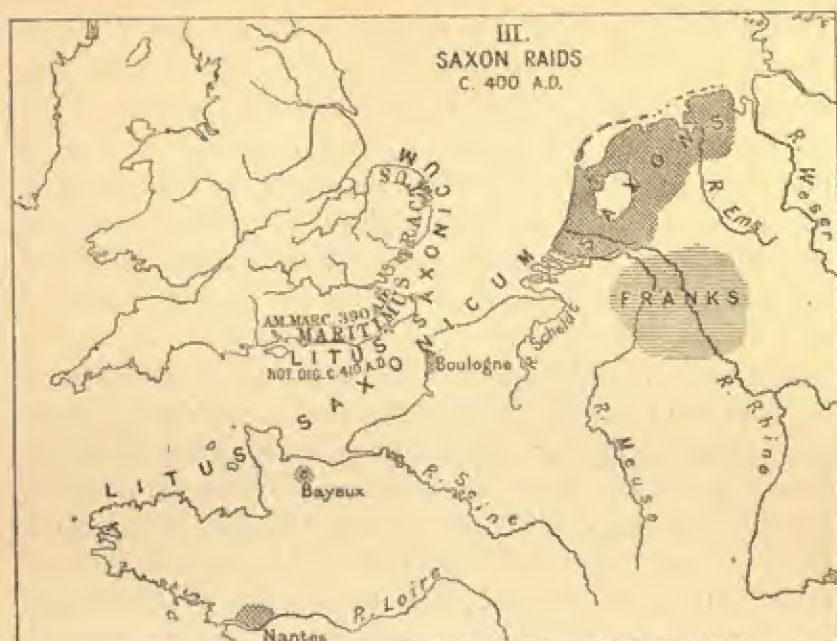 III.
SAXON RAIDS
C. 400 A.D.
SAXONS
R. Weser
R Ems
FRANKS
LITUS SAXONICUM
AM. MARC. 390
MARITIMUS TRACTUS
LITUS SAXONICUM
NOT. DIG. C. 410 A.D.
Boulogne
R. Scheldt
R. Meuse
R. Rhine
Bayeux
R. Seine
R. Loire
Nantes